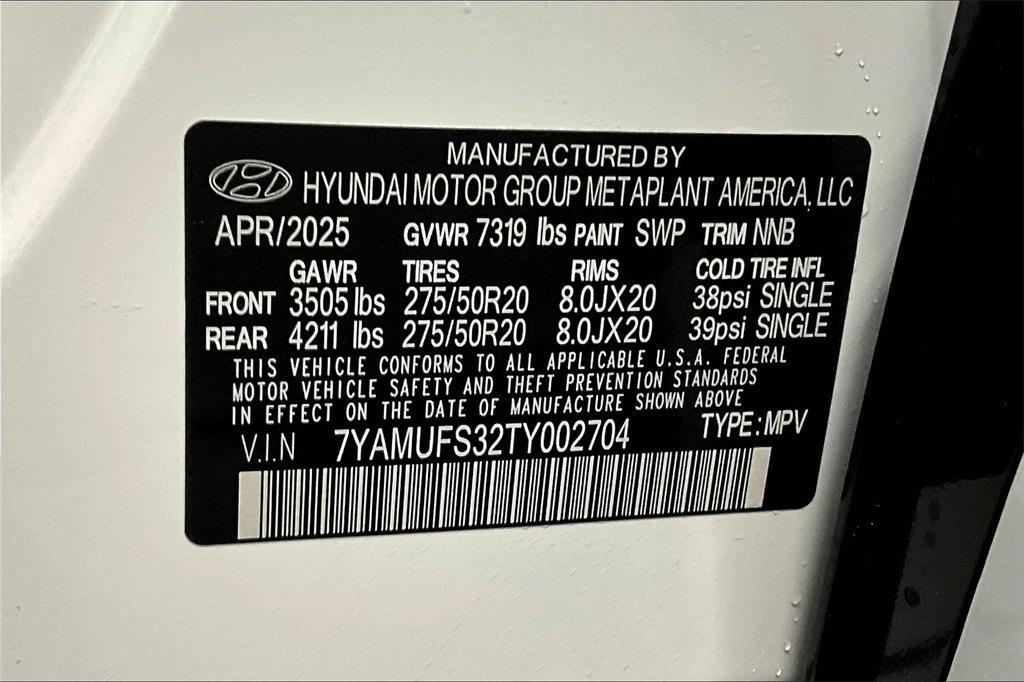 MANUFACTURED BY
HYUNDAI MOTOR GROUP METAPLANT AMERICA, LLC
APR/2025 GVWR 7319 lbs PAINT SWP TRIM NNB
GAWR TIRES RIMS COLD TIRE INFL
FRONT 3505 lbs 275/50R20 8.0JX20 38psi SINGLE
REAR 4211 lbs 275/50R20 8.0JX20 39psi SINGLE
THIS VEHICLE CONFORMS TO ALL APPLICABLE U.S.A. FEDERAL
MOTOR VEHICLE SAFETY AND THEFT PREVENTION STANDARDS
IN EFFECT ON THE DATE OF MANUFACTURE SHOWN ABOVE
V.I.N 7YAMUFS32TY002704 TYPE:MPV